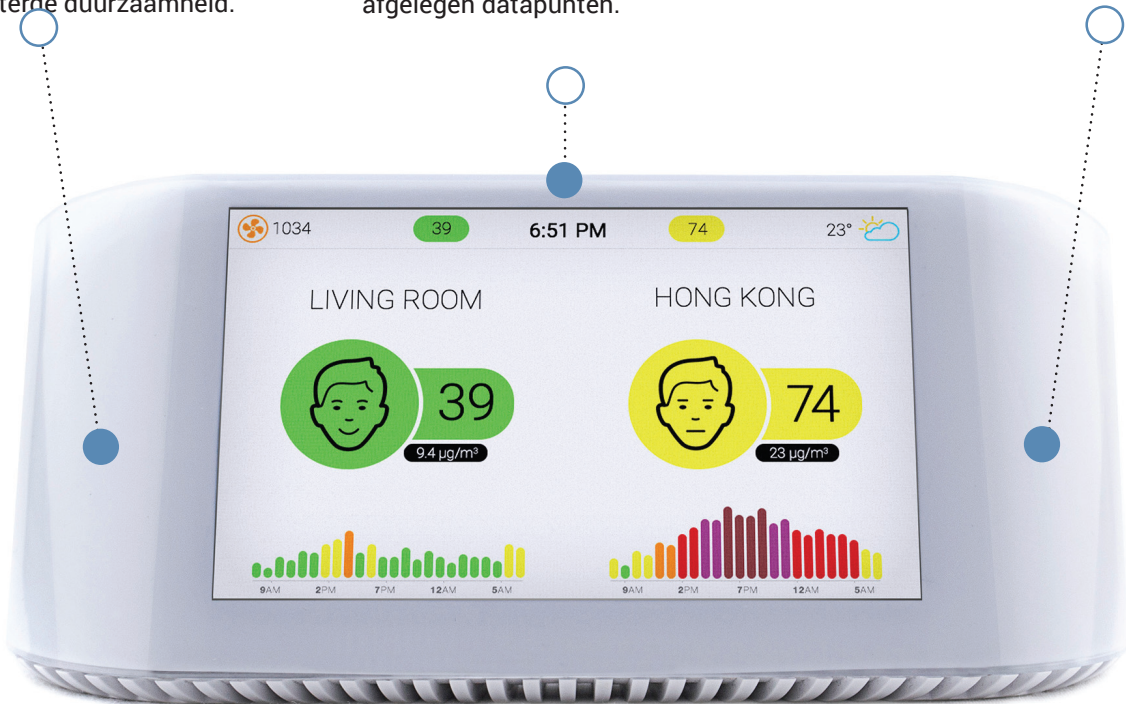 duurzaamheid.
afgelegen datapunten.
1034 39 6:51 PM 74 23°
LIVING ROOM HONG KONG
39 74
9.4 µg/m³ 23 µg/m³
9AM 2PM 7PM 12AM 5AM 9AM 2PM 7PM 12AM 5AM